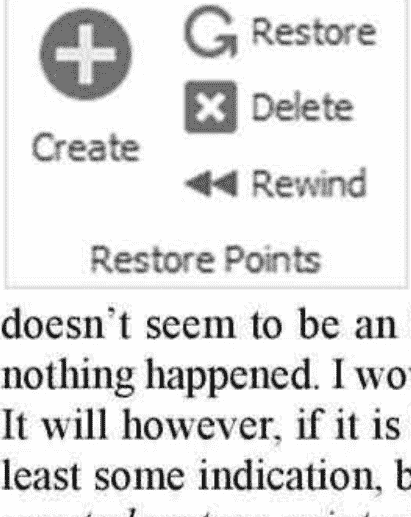 Restore
Delete
Create
Rewind
Restore Points
doesn't seem to be an
nothing happened. I
It will however, if it is
least some indication,